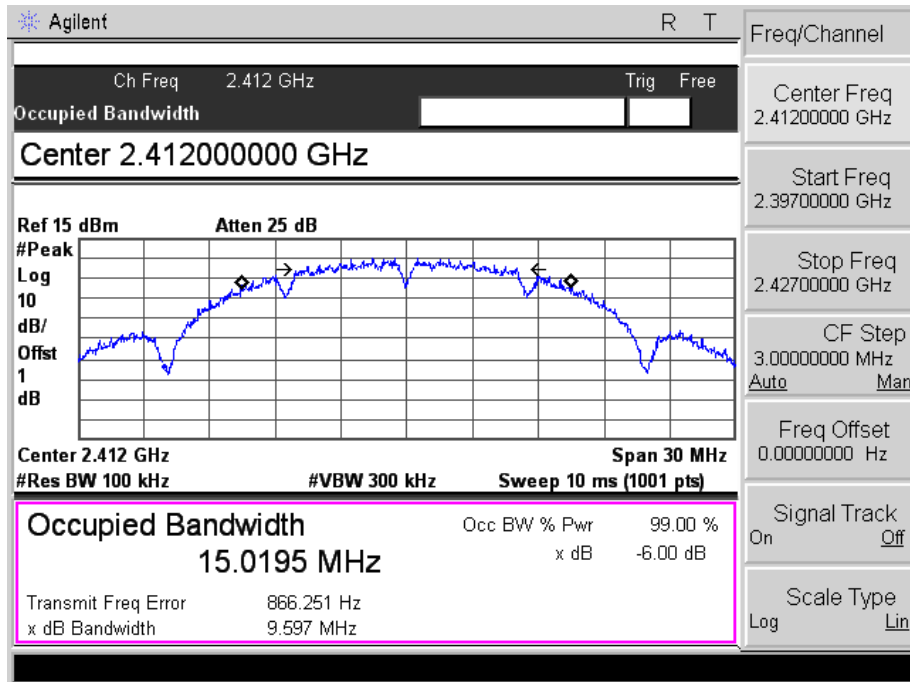 Agilent R T
Ch Freq 2.412 GHz Trig Free
Occupied Bandwidth
Center 2.412000000 GHz
Ref 15 dBm Atten 25 dB
#Peak
Log
10
dB/
Offst
1
dB
Center 2.412 GHz Span 30 MHz
#Res BW 100 kHz #VBW 300 kHz Sweep 10 ms (1001 pts)
Occupied Bandwidth
15.0195 MHz
Occ BW % Pwr 99.00 %
x dB -6.00 dB
Transmit Freq Error 866.251 Hz
x dB Bandwidth 9.597 MHz
Freq/Channel
Center Freq
2.41200000 GHz
Start Freq
2.39700000 GHz
Stop Freq
2.42700000 GHz
CF Step
3.00000000 MHz
Auto Man
Freq Offset
0.00000000 Hz
Signal Track
On Off
Scale Type
Log Lin